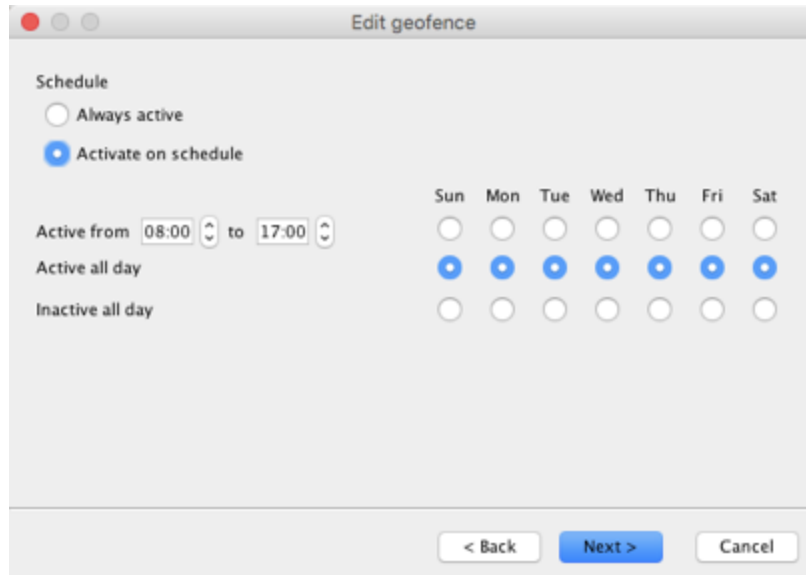 Edit geofence
Schedule
Always active
Activate on schedule
Sun Mon Tue Wed Thu Fri Sat
Active from 08:00 to 17:00
Active all day
Inactive all day
< Back Next > Cancel